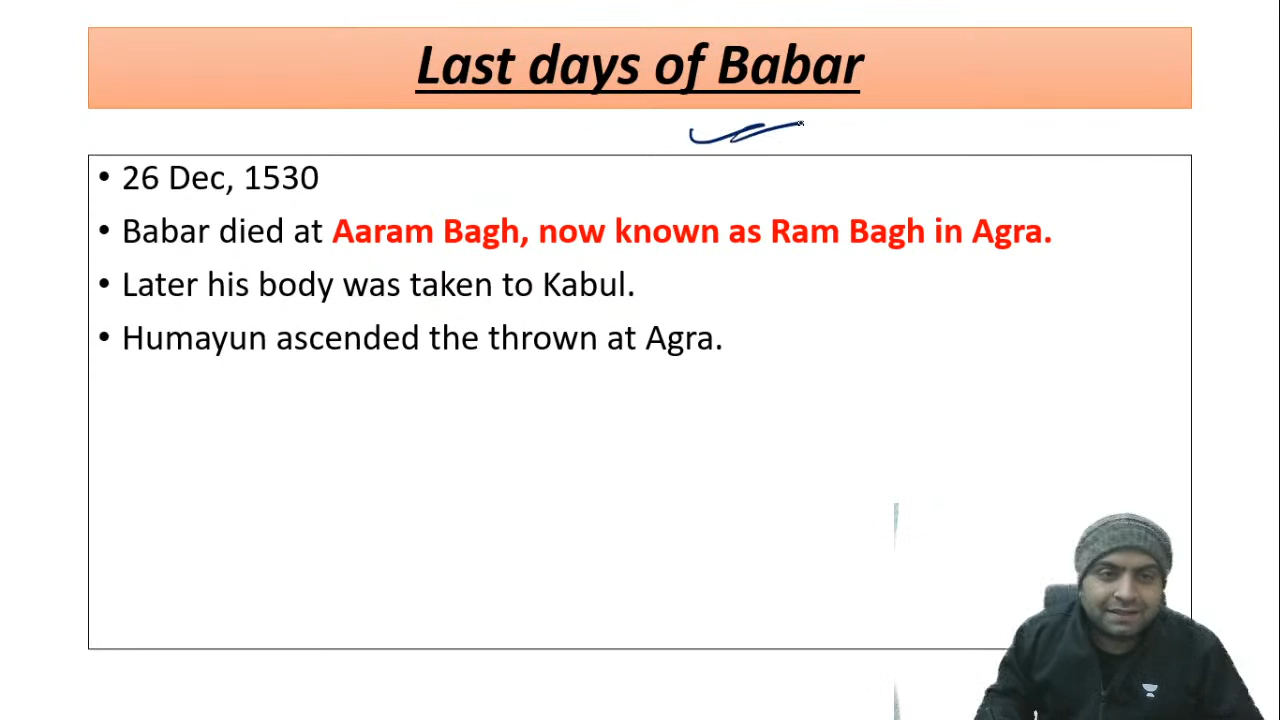 Last days of Babar
• 26 Dec, 1530
• Babar died at Aaram Bagh, now known as Ram Bagh in Agra.
• Later his body was taken to Kabul.
• Humayun ascended the thrown at Agra.